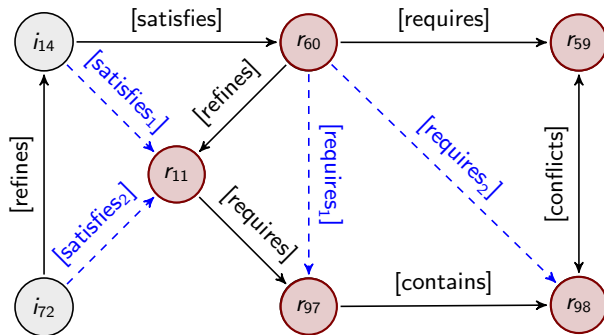 [satisfies]
[requires]
i₁₄
r₆₀
r₅₉
[satisfies₁]
[refines]
[refines]
r₁₁
[requires₁]
[requires₂]
[conflicts]
[satisfies₂]
[requires]
[contains]
i₇₂
r₉₇
r₉₈